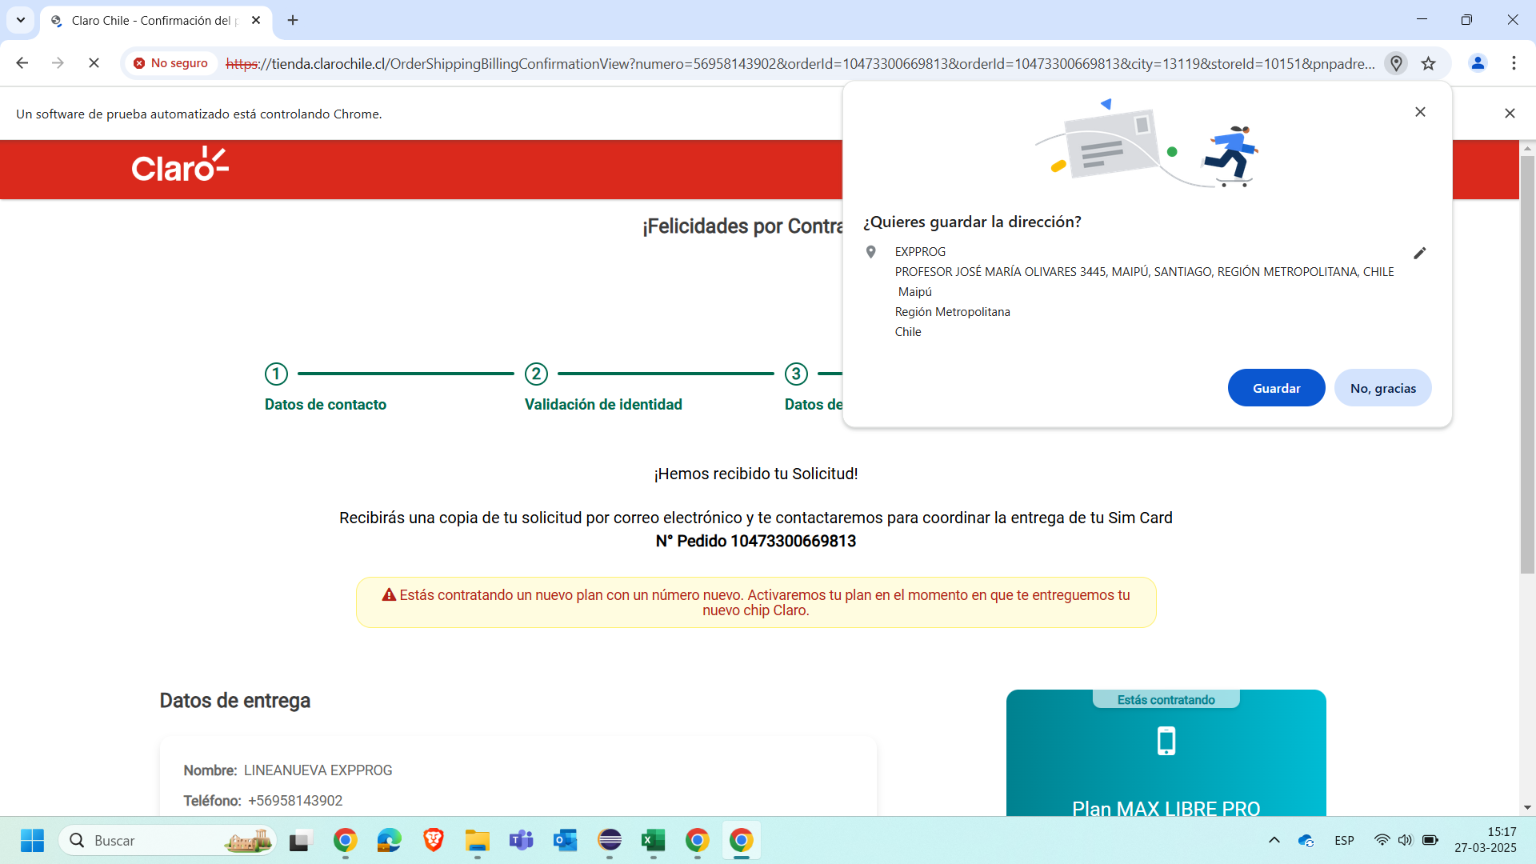 Claro Chile - Confirmación del p
No seguro
https://tienda.clarochile.cl/OrderShippingBillingConfirmationView?numero=56958143902&orderId=10473300669813&orderId=10473300669813&city=13119&storeId=10151&pnpadre...
Un software de prueba automatizado está controlando Chrome.
Claro
¡Felicidades por Contra
¿Quieres guardar la dirección?
EXPPROG
PROFESOR JOSÉ MARÍA OLIVARES 3445, MAIPÚ, SANTIAGO, REGIÓN METROPOLITANA, CHILE
Maipú
Región Metropolitana
Chile
Guardar
No, gracias
1
2
3
Datos de contacto
Validación de identidad
Datos de
¡Hemos recibido tu Solicitud!
Recibirás una copia de tu solicitud por correo electrónico y te contactaremos para coordinar la entrega de tu Sim Card
N° Pedido 10473300669813
Estás contratando un nuevo plan con un número nuevo. Activaremos tu plan en el momento en que te entreguemos tu
nuevo chip Claro.
Datos de entrega
Nombre: LINEANUEVA EXPPROG
Teléfono: +56958143902
Estás contratando
Plan MAX LIBRE PRO
Buscar
ESP
15:17
27-03-2025